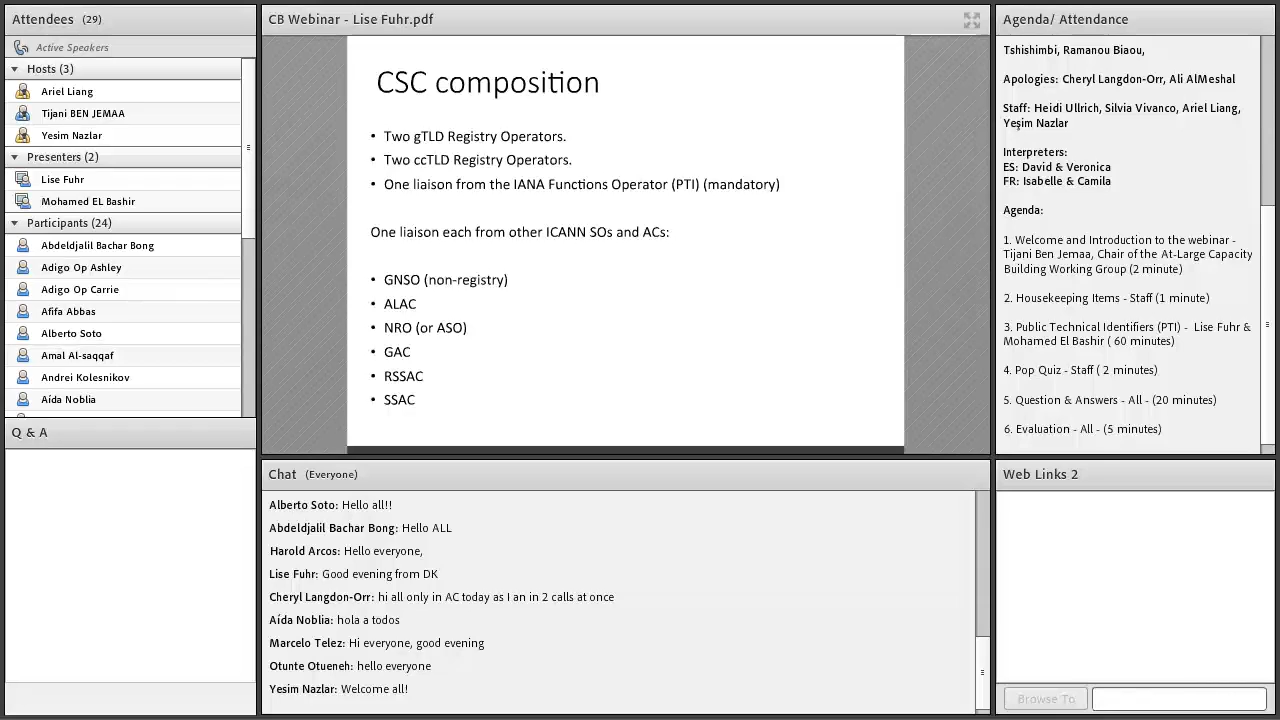 Attendees (29)
Active Speakers
Hosts (3)
Ariel Liang
Tijani BEN JEMAA
Yesim Nazlar
Presenters (2)
Lise Fuhr
Mohamed EL Bashir
Participants (24)
Abdeldjalil Bachar Bong
Adigo Op Ashley
Adigo Op Carrie
Afifa Abbas
Alberto Soto
Amal Al-saqqaf
Andrei Kolesnikov
Aída Noblia
Q & A
CB Webinar - Lise Fuhr.pdf
CSC composition
• Two gTLD Registry Operators.
• Two ccTLD Registry Operators.
• One liaison from the IANA Functions Operator (PTI) (mandatory)
One liaison each from other ICANN SOs and ACs:
• GNSO (non-registry)
• ALAC
• NRO (or ASO)
• GAC
• RSSAC
• SSAC
Chat (Everyone)
Alberto Soto: Hello all!!
Abdeldjalil Bachar Bong: Hello ALL
Harold Arcos: Hello everyone,
Lise Fuhr: Good evening from DK
Cheryl Langdon-Orr: hi all only in AC today as I an in 2 calls at once
Aída Noblia: hola a todos
Marcelo Telez: Hi everyone, good evening
Otunte Otueneh: hello everyone
Yesim Nazlar: Welcome all!
Agenda/ Attendance
Tshishimbi, Ramanou Biaou,
Apologies: Cheryl Langdon-Orr, Ali AlMeshal
Staff: Heidi Ullrich, Silvia Vivanco, Ariel Liang,
Yeşim Nazlar
Interpreters:
ES: David & Veronica
FR: Isabelle & Camila
Agenda:
1. Welcome and Introduction to the webinar -
Tijani Ben Jemaa, Chair of the At-Large Capacity
Building Working Group (2 minute)
2. Housekeeping Items - Staff (1 minute)
3. Public Technical Identifiers (PTI) - Lise Fuhr &
Mohamed El Bashir ( 60 minutes)
4. Pop Quiz - Staff ( 2 minutes)
5. Question & Answers - All - (20 minutes)
6. Evaluation - All - (5 minutes)
Web Links 2
Browse To